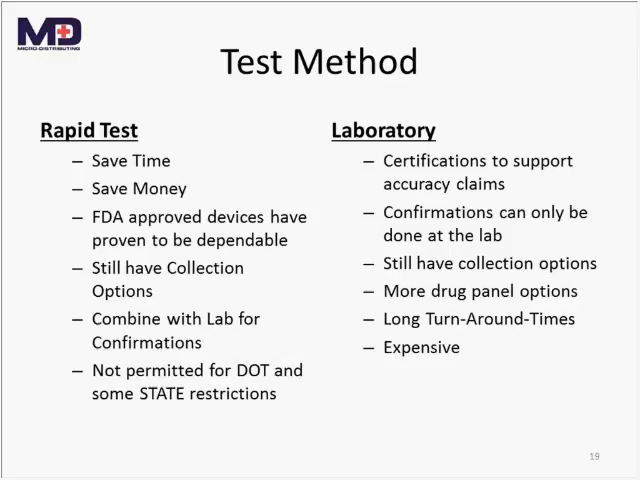 MD
MICRO-DISTRIBUTING
Test Method
Rapid Test
– Save Time
– Save Money
– FDA approved devices have
proven to be dependable
– Still have Collection
Options
– Combine with Lab for
Confirmations
– Not permitted for DOT and
some STATE restrictions
Laboratory
– Certifications to support
accuracy claims
– Confirmations can only be
done at the lab
– Still have collection options
– More drug panel options
– Long Turn-Around-Times
– Expensive
19